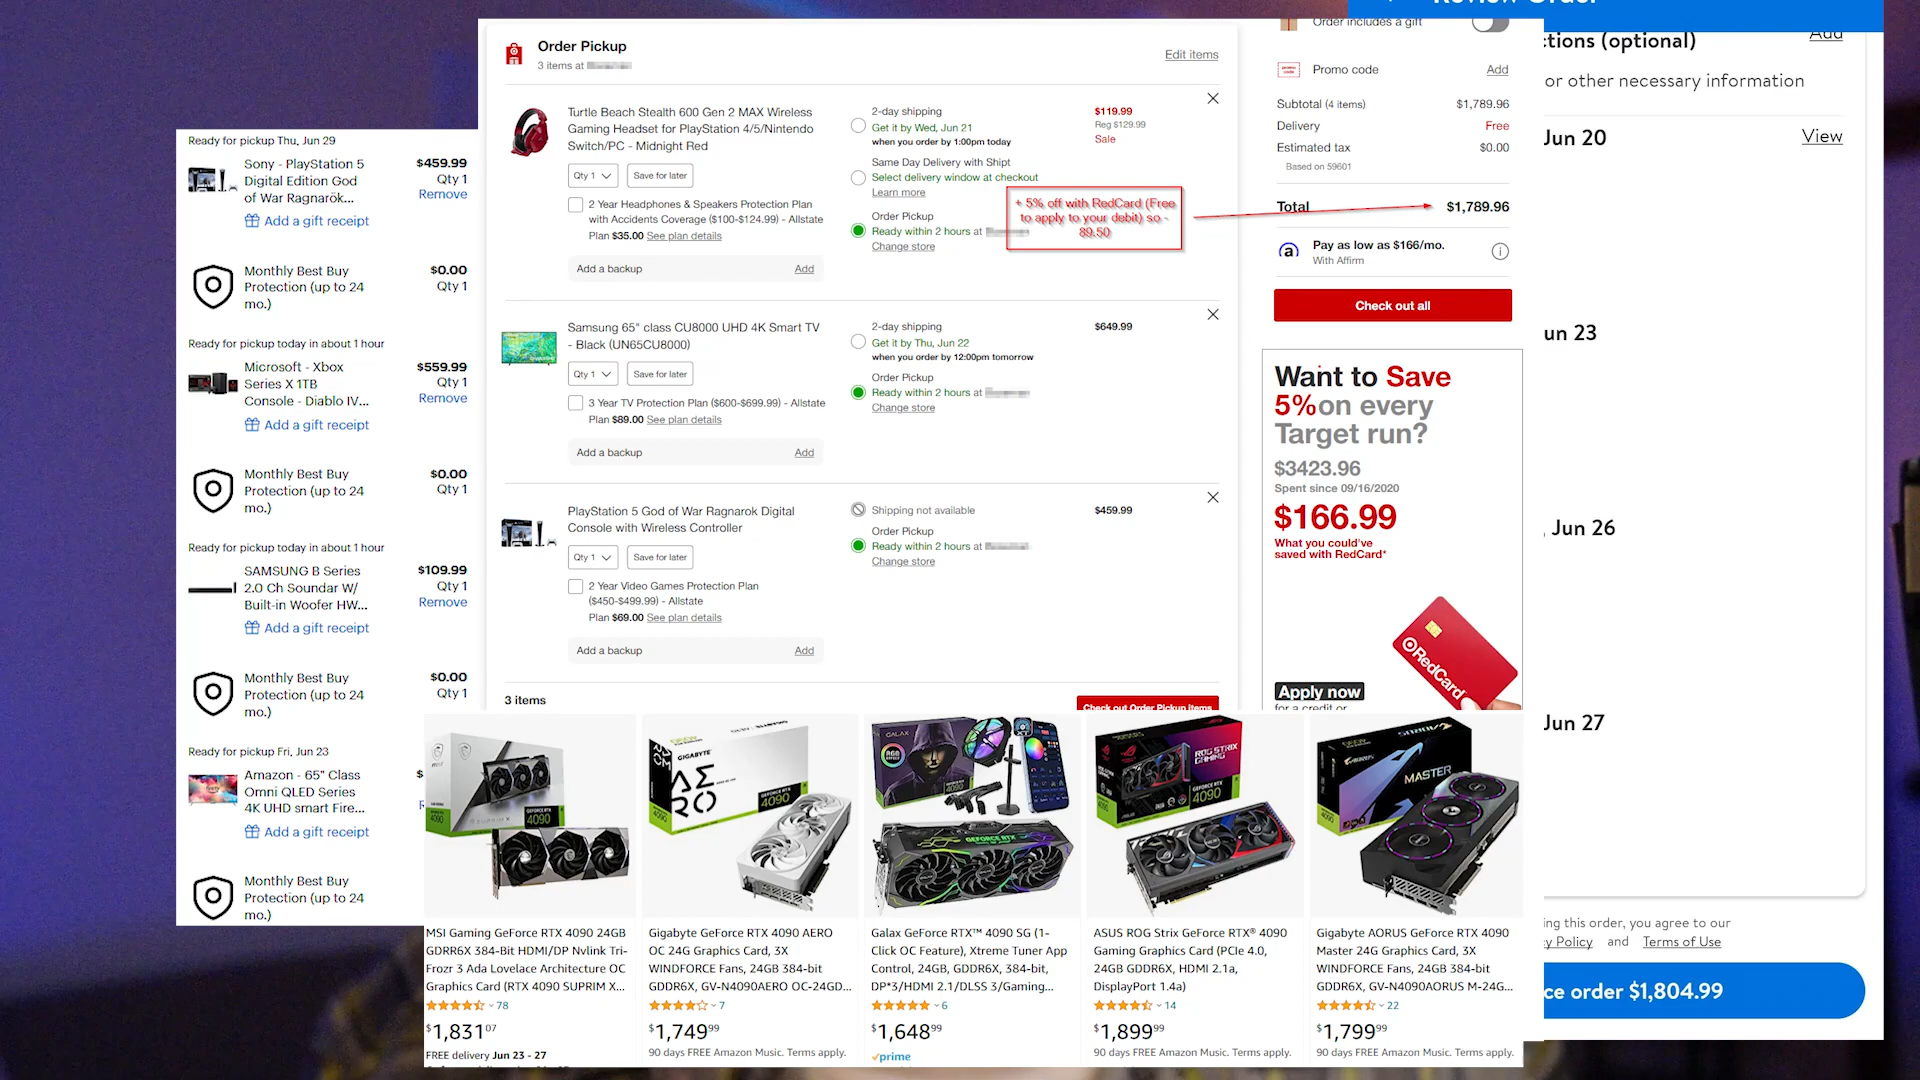 Ready for pickup Thu, Jun 29
Sony - PlayStation 5
Digital Edition God
of War Ragnarök...
$459.99
Qty 1
Remove
Add a gift receipt
Monthly Best Buy
Protection (up to 24
mo.)
$0.00
Qty 1
Ready for pickup today in about 1 hour
Microsoft - Xbox
Series X 1TB
Console - Diablo IV...
$559.99
Qty 1
Remove
Add a gift receipt
Monthly Best Buy
Protection (up to 24
mo.)
$0.00
Qty 1
Ready for pickup today in about 1 hour
SAMSUNG B Series
2.0 Ch Soundar W/
Built-in Woofer HW...
$109.99
Qty 1
Remove
Add a gift receipt
Monthly Best Buy
Protection (up to 24
mo.)
$0.00
Qty 1
Ready for pickup Fri, Jun 23
Amazon - 65" Class
Omni QLED Series
4K UHD smart Fire...
Add a gift receipt
Monthly Best Buy
Protection (up to 24
mo.)
Order Pickup
3 items at
Edit items
Turtle Beach Stealth 600 Gen 2 MAX Wireless
Gaming Headset for PlayStation 4/5/Nintendo
Switch/PC - Midnight Red
Qty 1
Save for later
2 Year Headphones & Speakers Protection Plan
with Accidents Coverage ($100-$124.99) - Allstate
Plan $35.00 See plan details
Add a backup
Add
2-day shipping
Get it by Wed, Jun 21
when you order by 1:00pm today
Same Day Delivery with Shipt
Select delivery window at checkout
Learn more
Order Pickup
Ready within 2 hours at
Change store
$119.99
Reg $129.99
Sale
+ 5% off with RedCard (Free
to apply to your debit) so -
89.50
Samsung 65" class CU8000 UHD 4K Smart TV
- Black (UN65CU8000)
Qty 1
Save for later
3 Year TV Protection Plan ($600-$699.99) - Allstate
Plan $89.00 See plan details
Add a backup
Add
2-day shipping
Get it by Thu, Jun 22
when you order by 12:00pm tomorrow
Order Pickup
Ready within 2 hours at
Change store
$649.99
PlayStation 5 God of War Ragnarok Digital
Console with Wireless Controller
Qty 1
Save for later
2 Year Video Games Protection Plan
($450-$499.99) - Allstate
Plan $69.00 See plan details
Add a backup
Add
Shipping not available
Order Pickup
Ready within 2 hours at
Change store
$459.99
3 items
Check out Order Pickup items
Order includes a gift
Promo code
Add
Subtotal (4 items)
$1,789.96
Delivery
Free
Estimated tax
$0.00
Based on 59601
Total
$1,789.96
a
Pay as low as $166/mo.
With Affirm
Check out all
Want to Save
5%on every
Target run?
$3423.96
Spent since 09/16/2020
$166.99
What you could've
saved with RedCard*
RedCard
Apply now
for a credit or
Review Order
ctions (optional)
Add
or other necessary information
Jun 20
View
un 23
, Jun 26
Jun 27
ing this order, you agree to our
cy Policy and Terms of Use
ce order $1,804.99
GEFORCE RTX
4090
SUPRIM X
GIGABYTE
AERO
GEFORCE RTX
4090
GALAX
RGB
GEFORCE RTX
ROG STRIX
GAMING
GEFORCE RTX
4090
AORUS
MASTER
GEFORCE RTX
4090
MSI Gaming GeForce RTX 4090 24GB
GDRR6X 384-Bit HDMI/DP Nvlink Tri-
Frozr 3 Ada Lovelace Architecture OC
Graphics Card (RTX 4090 SUPRIM X...
78
$1,831 07
FREE delivery Jun 23 - 27
Gigabyte GeForce RTX 4090 AERO
OC 24G Graphics Card, 3X
WINDFORCE Fans, 24GB 384-bit
GDDR6X, GV-N4090AERO OC-24GD...
7
$1,749 99
90 days FREE Amazon Music. Terms apply.
Galax GeForce RTX™ 4090 SG (1-
Click OC Feature), Xtreme Tuner App
Control, 24GB, GDDR6X, 384-bit,
DP*3/HDMI 2.1/DLSS 3/Gaming...
6
$1,648 99
prime
ASUS ROG Strix GeForce RTX® 4090
Gaming Graphics Card (PCIe 4.0,
24GB GDDR6X, HDMI 2.1a,
DisplayPort 1.4a)
14
$1,899 99
90 days FREE Amazon Music. Terms apply.
Gigabyte AORUS GeForce RTX 4090
Master 24G Graphics Card, 3X
WINDFORCE Fans, 24GB 384-bit
GDDR6X, GV-N4090AORUS M-24G...
22
$1,799 99
90 days FREE Amazon Music. Terms apply.